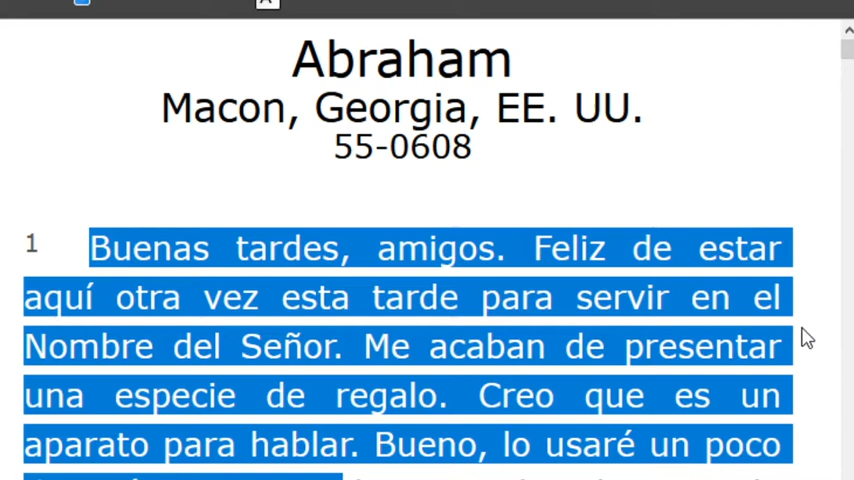 Abraham
Macon, Georgia, EE. UU.
55-0608
1 Buenas tardes, amigos. Feliz de estar
aquí otra vez esta tarde para servir en el
Nombre del Señor. Me acaban de presentar
una especie de regalo. Creo que es un
aparato para hablar. Bueno, lo usaré un poco